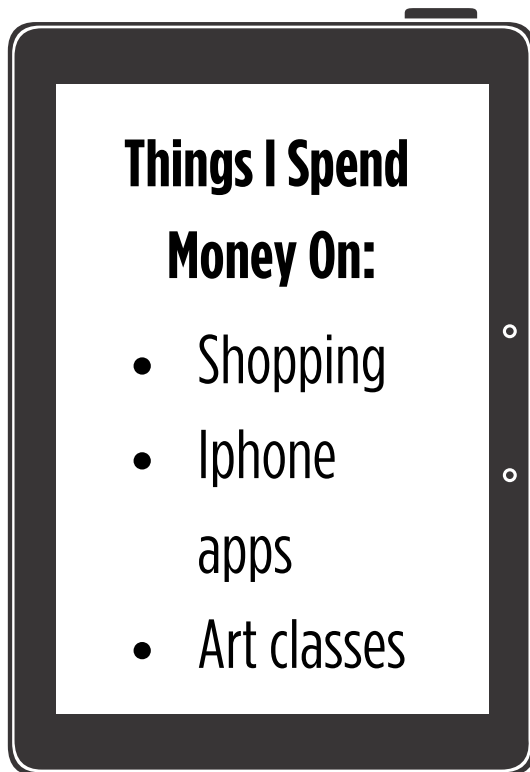 Things I Spend
Money On:
• Shopping
• Iphone
apps
• Art classes